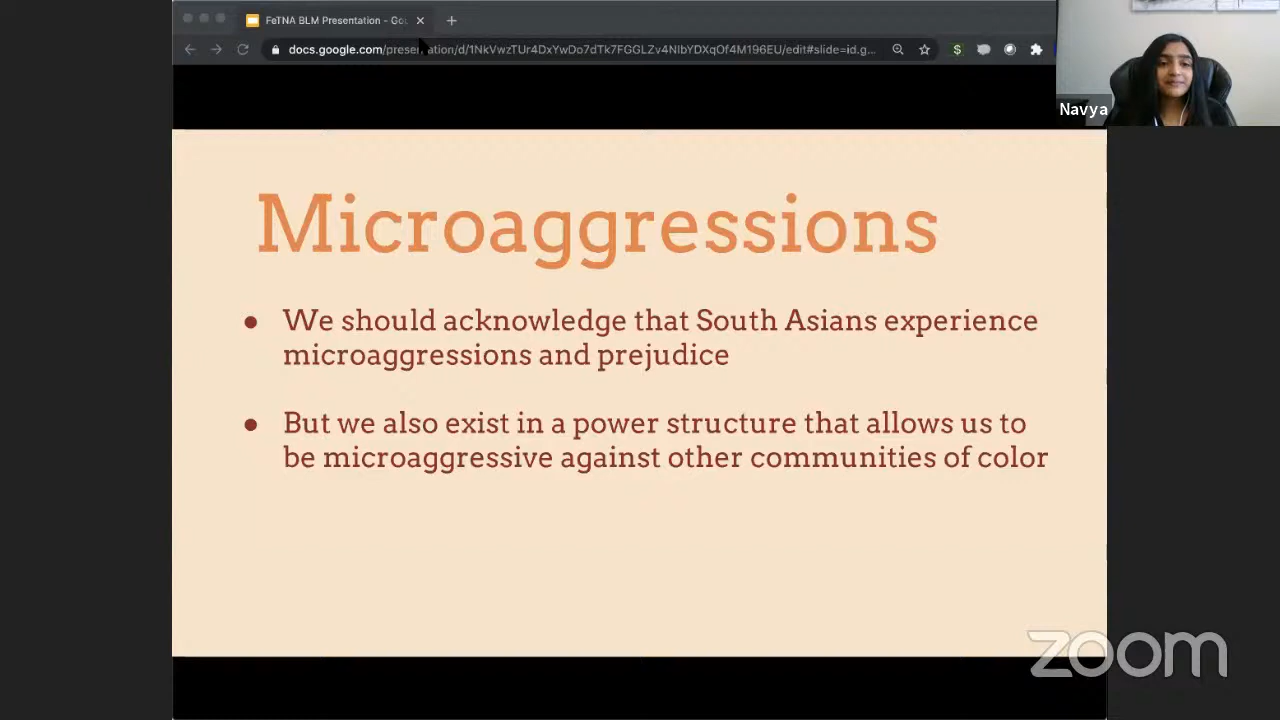 FeTNA BLM Presentation - Go
docs.google.com/presentation/d/1NkVwzTUr4DxYwDo7dTk7FGGLZv4NIbYDXqOf4M196EU/edit#slide=id.g...
Navya
Microaggressions
● We should acknowledge that South Asians experience
microaggressions and prejudice
● But we also exist in a power structure that allows us to
be microaggressive against other communities of color
zoom